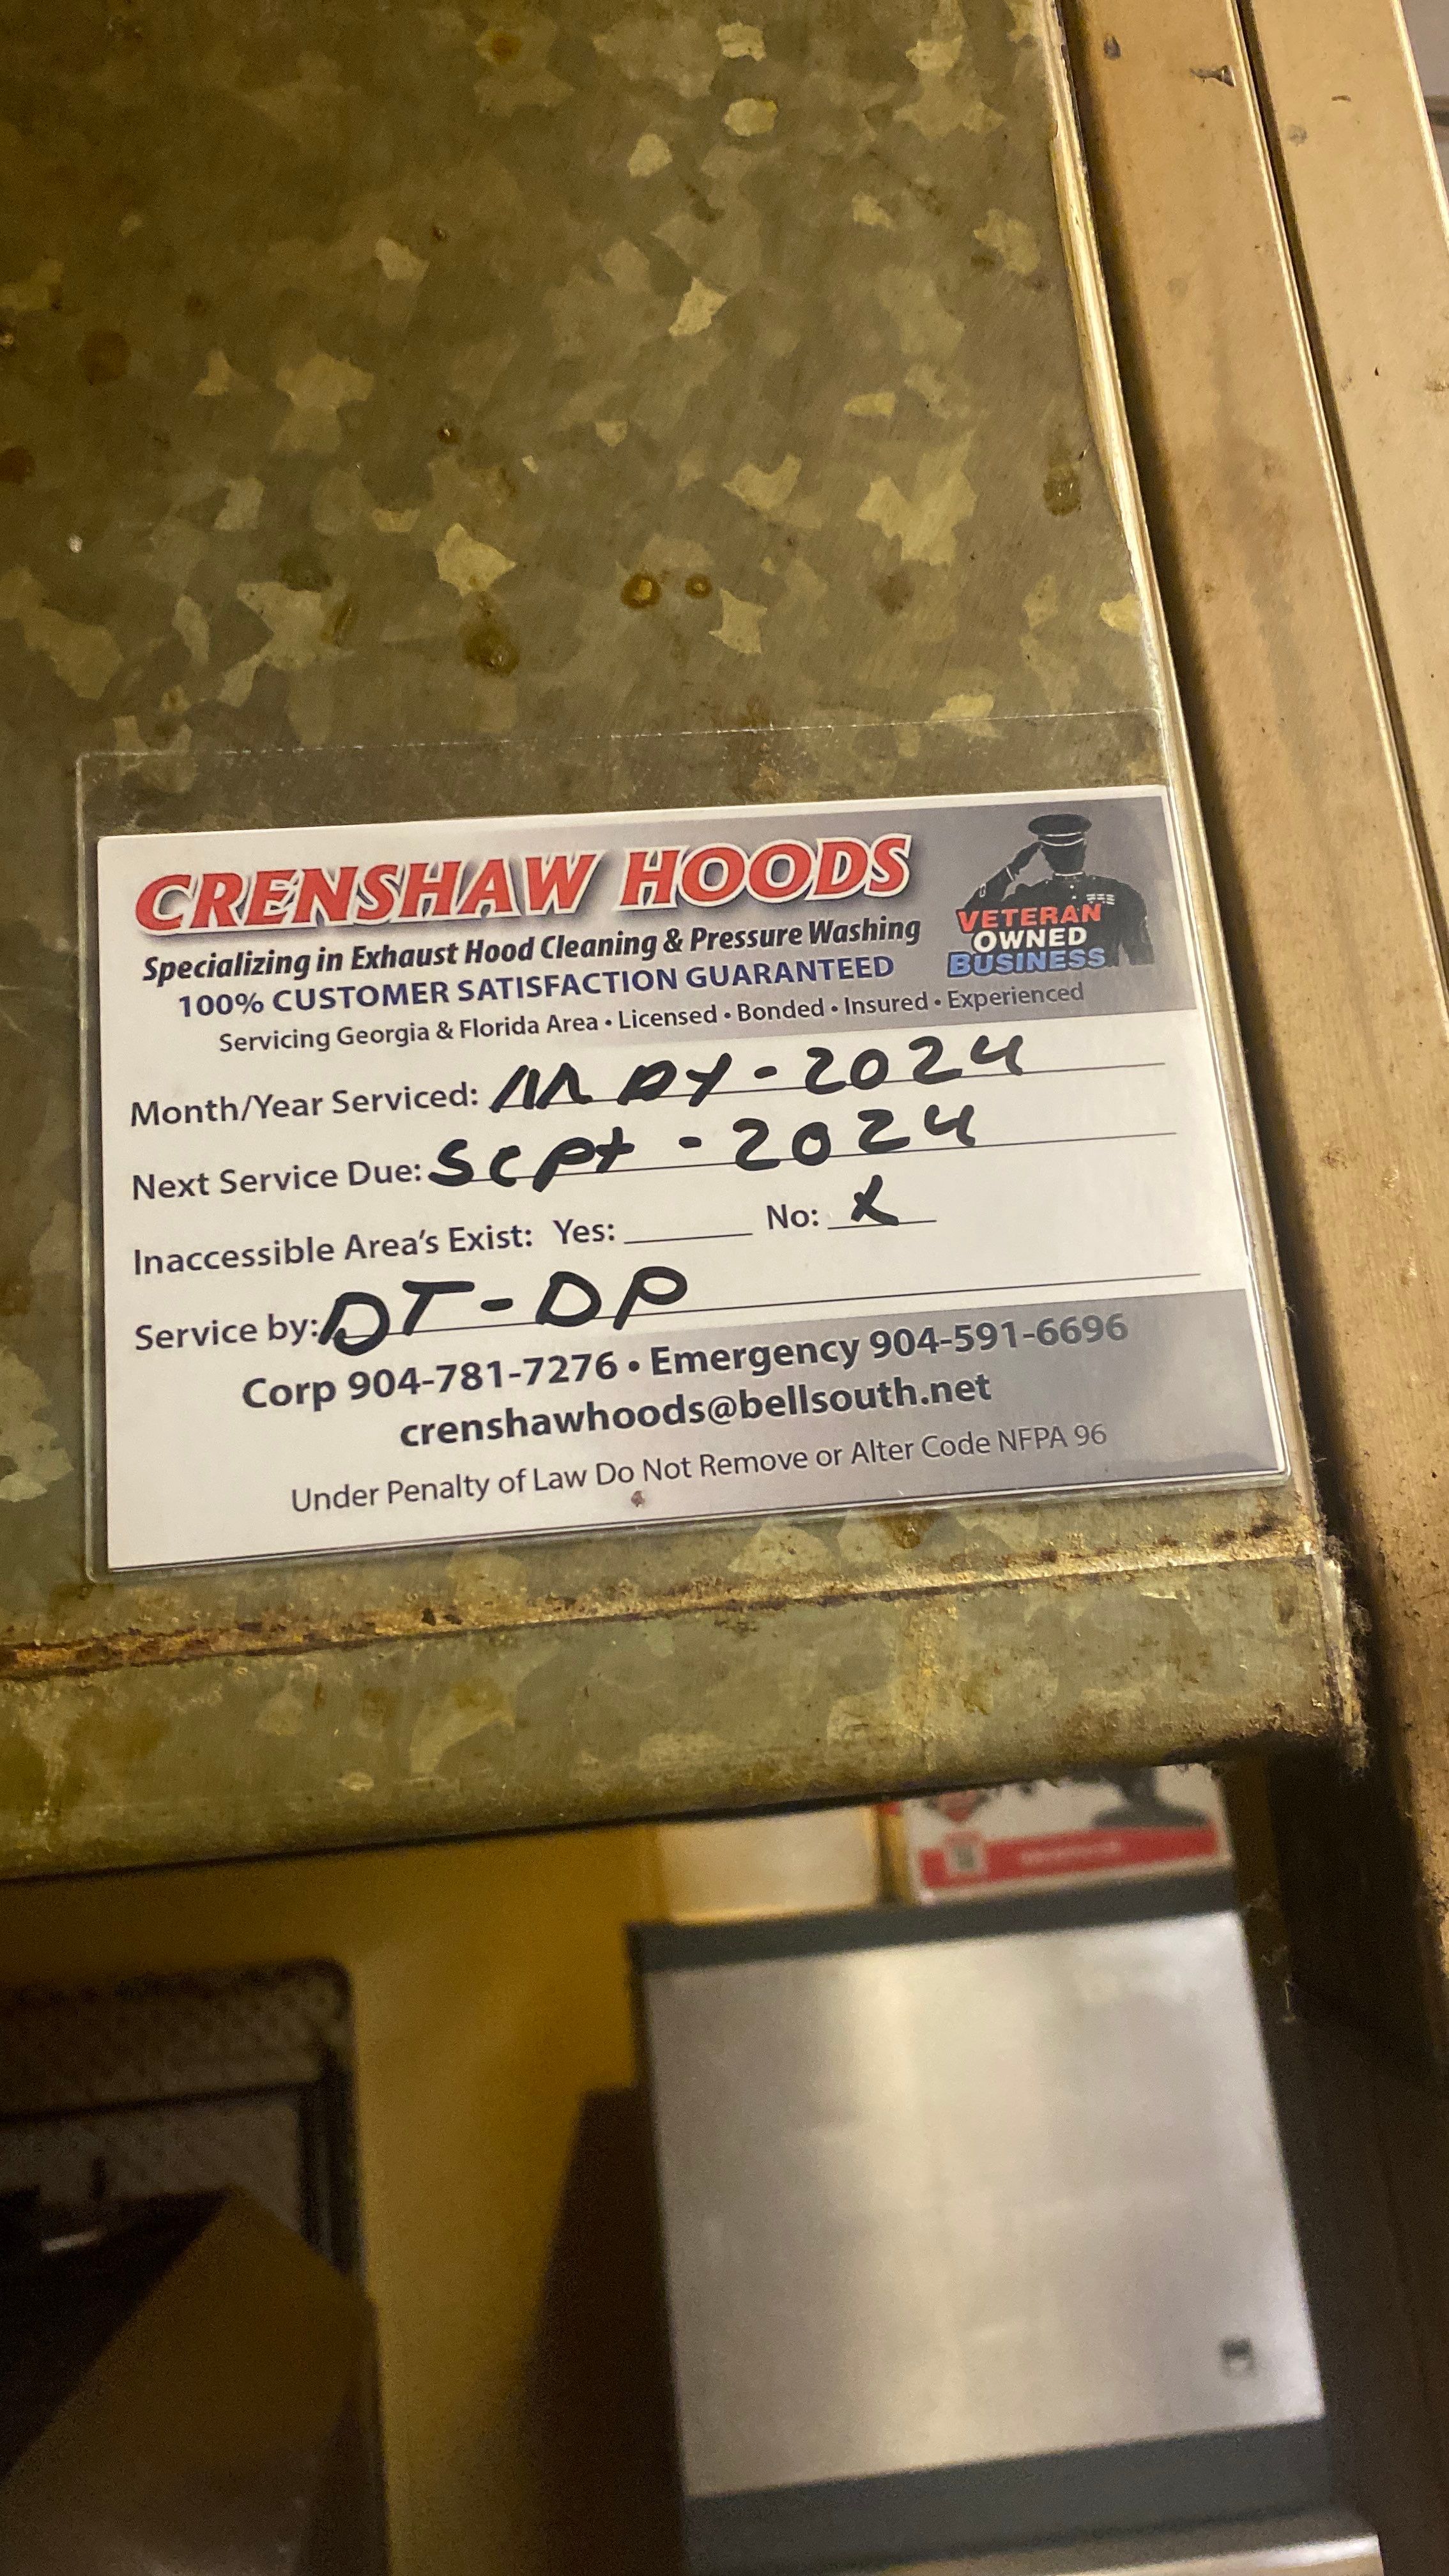 CRENSHAW HOODS
Specializing in Exhaust Hood Cleaning & Pressure Washing
100% CUSTOMER SATISFACTION GUARANTEED
Servicing Georgia & Florida Area • Licensed • Bonded • Insured • Experienced
VETERAN
OWNED
BUSINESS
Month/Year Serviced: MAY-2024
Next Service Due: Sept-2024
Inaccessible Area's Exist: Yes: ______ No: X
Service by: DT-DP
Corp 904-781-7276 • Emergency 904-591-6696
crenshawhoods@bellsouth.net
Under Penalty of Law Do Not Remove or Alter Code NFPA 96